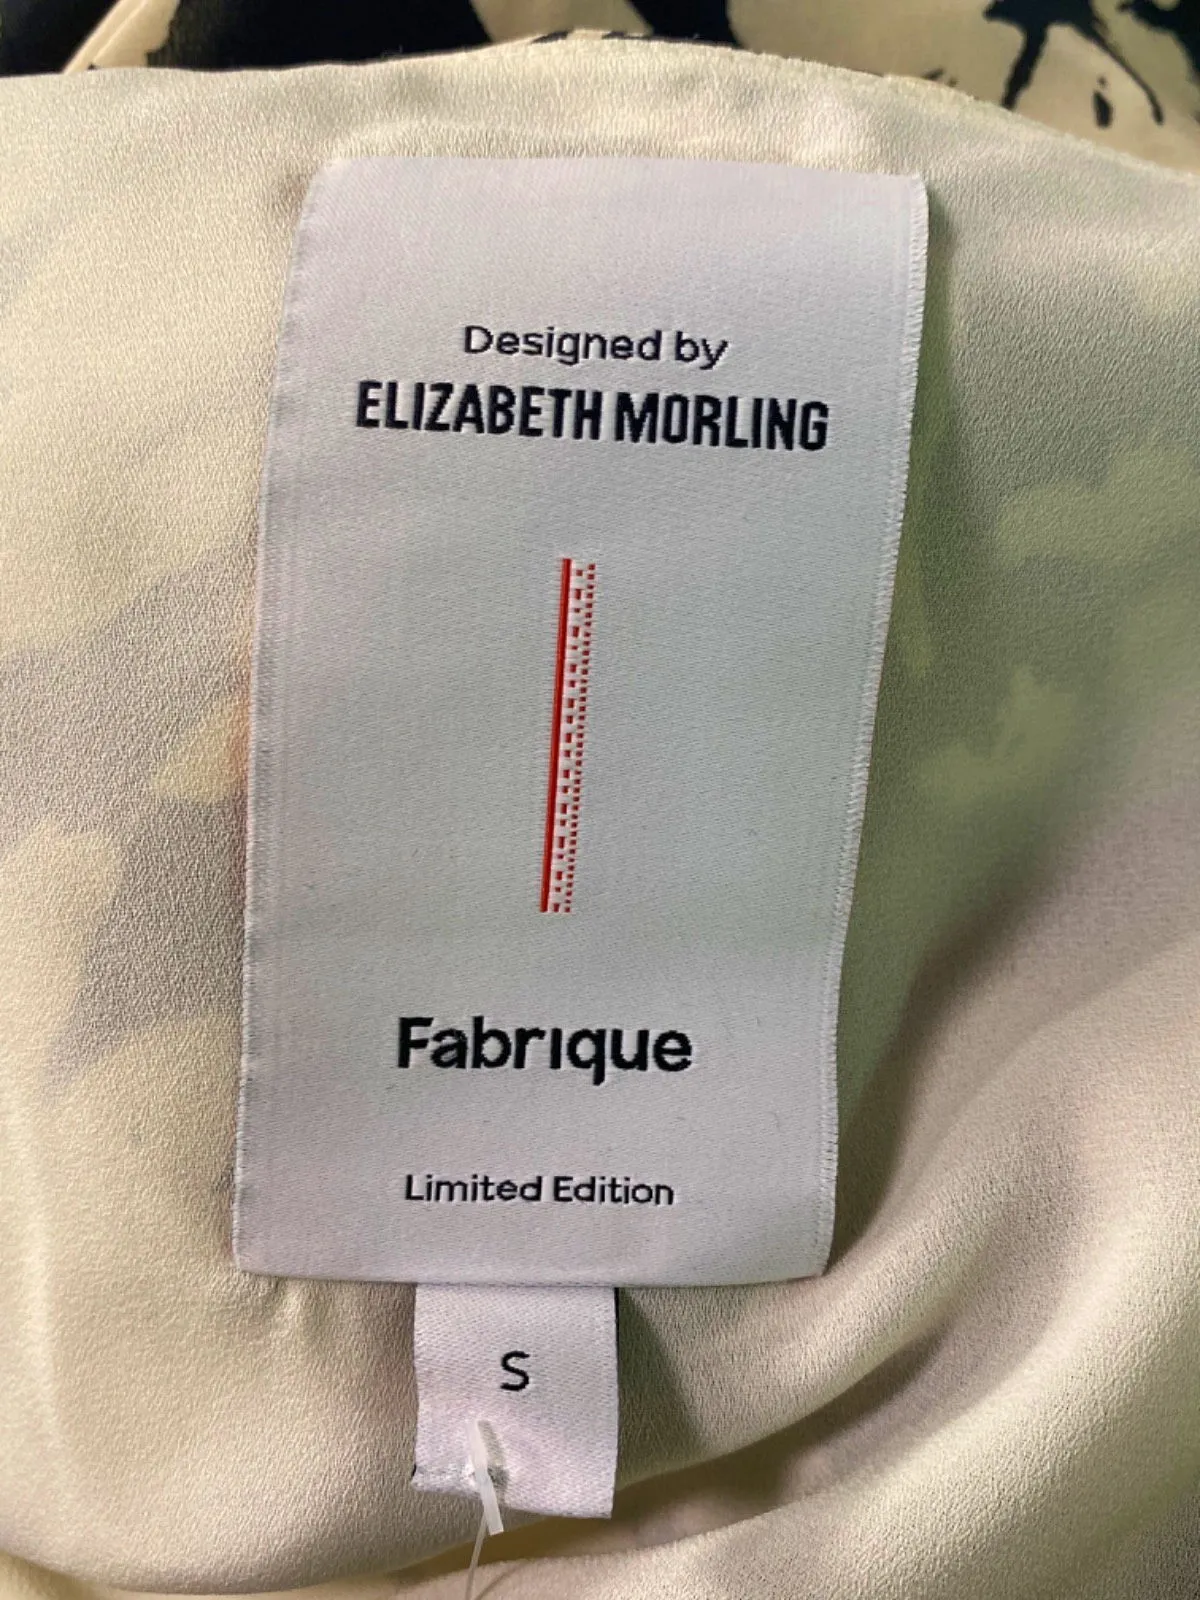 Designed by
ELIZABETH MORLING
Fabrique
Limited Edition
S